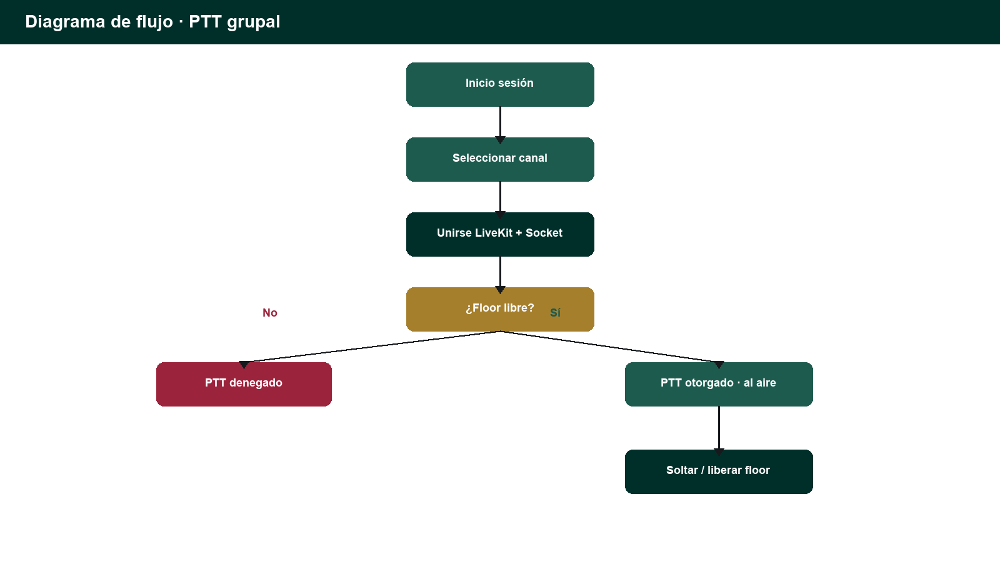 Diagrama de flujo · PTT grupal
Inicio sesión
Seleccionar canal
Unirse LiveKit + Socket
¿Floor libre?
No
Sí
PTT denegado
PTT otorgado · al aire
Soltar / liberar floor